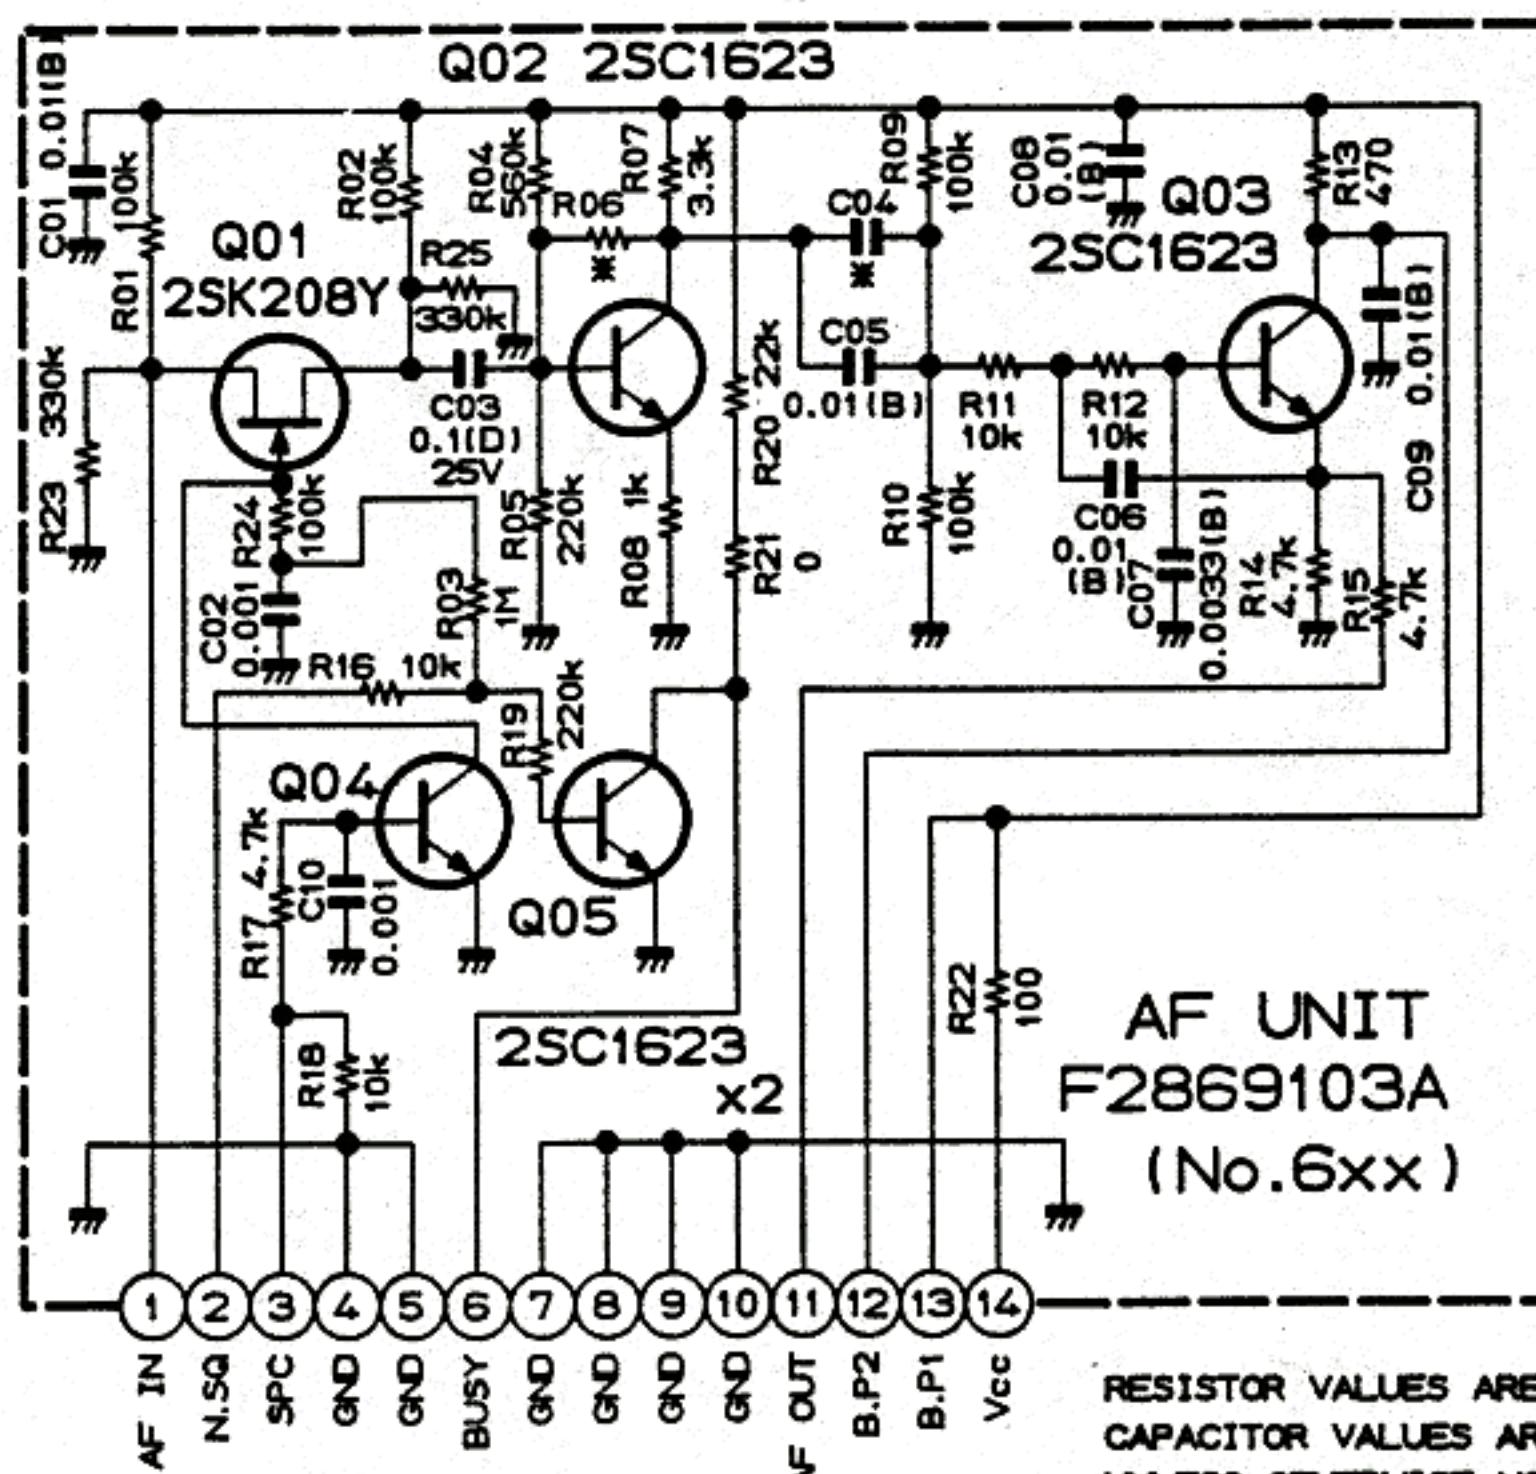 Q02 2SC1623
C01 0.01(B)
100k
R01
R02
100k
R04
560k
R07
3.3k
R06
*
R09
100k
C04
*
C08
0.01
(B)
R13
470
Q03
2SC1623
Q01
2SK208Y
R25
330k
C05
0.01(B)
R23 330k
C03
0.1(D)
25V
R20 22k
R11
10k
R12
10k
C09 0.01(B)
R24
100k
R05
220k
R08 1k
R21
0
R10
100k
C06
0.01
(B)
C07
0.0033(B)
R14
4.7k
R15
4.7k
C02
0.001
R03
1M
R16 10k
R19
220k
Q04
R17 4.7k
C10
0.001
Q05
2SC1623
x2
R18
10k
R22
100
AF UNIT
F2869103A
(No.6xx)
1 2 3 4 5 6 7 8 9 10 11 12 13 14
AF IN
N.SQ
SPC
GND
GND
BUSY
GND
GND
GND
GND
AF OUT
B.P2
B.P1
Vcc
RESISTOR VALUES ARE
CAPACITOR VALUES AR